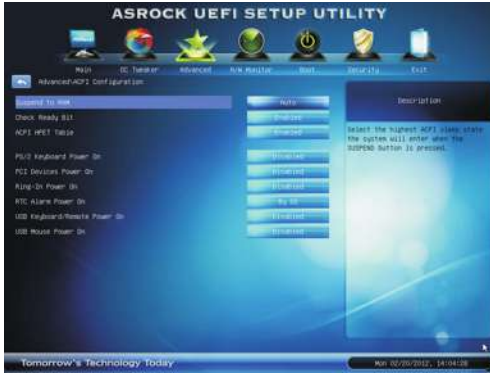 ASROCK UEFI SETUP UTILITY
Main OC Tweaker Advanced H/W Monitor Boot Security Exit
Advanced\ACPI Configuration
Description
Suspend to RAM Auto
Check Ready Bit Enabled
ACPI HPET Table Enabled
Select the highest ACPI sleep state
the system will enter when the
SUSPEND button is pressed.
PS/2 Keyboard Power On Disabled
PCI Devices Power On Disabled
Ring-In Power On Disabled
RTC Alarm Power On By OS
USB Keyboard/Remote Power On Disabled
USB Mouse Power On Disabled
Tomorrow's Technology Today
Mon 02/20/2012, 14:04:28